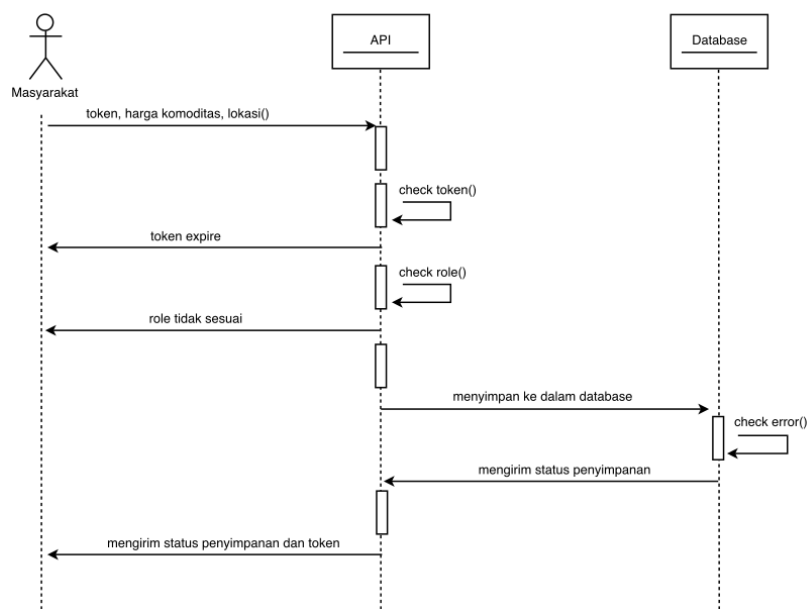 API
Database
Masyarakat
token, harga komoditas, lokasi()
check token()
token expire
check role()
role tidak sesuai
menyimpan ke dalam database
check error()
mengirim status penyimpanan
mengirim status penyimpanan dan token